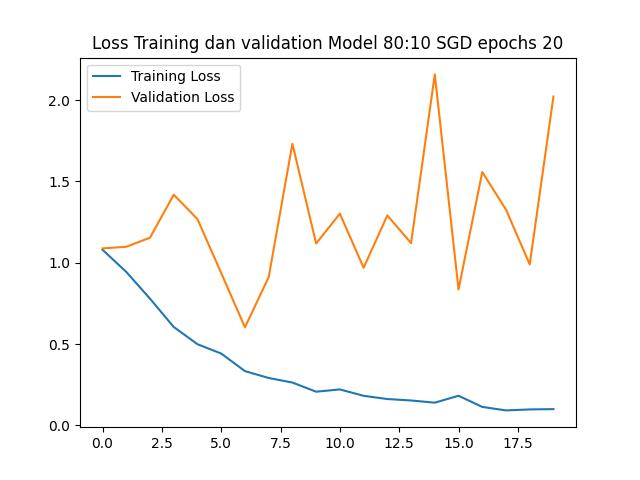 Loss Training dan validation Model 80:10 SGD epochs 20
Training Loss
Validation Loss
2.0
1.5
1.0
0.5
0.0
0.0 2.5 5.0 7.5 10.0 12.5 15.0 17.5